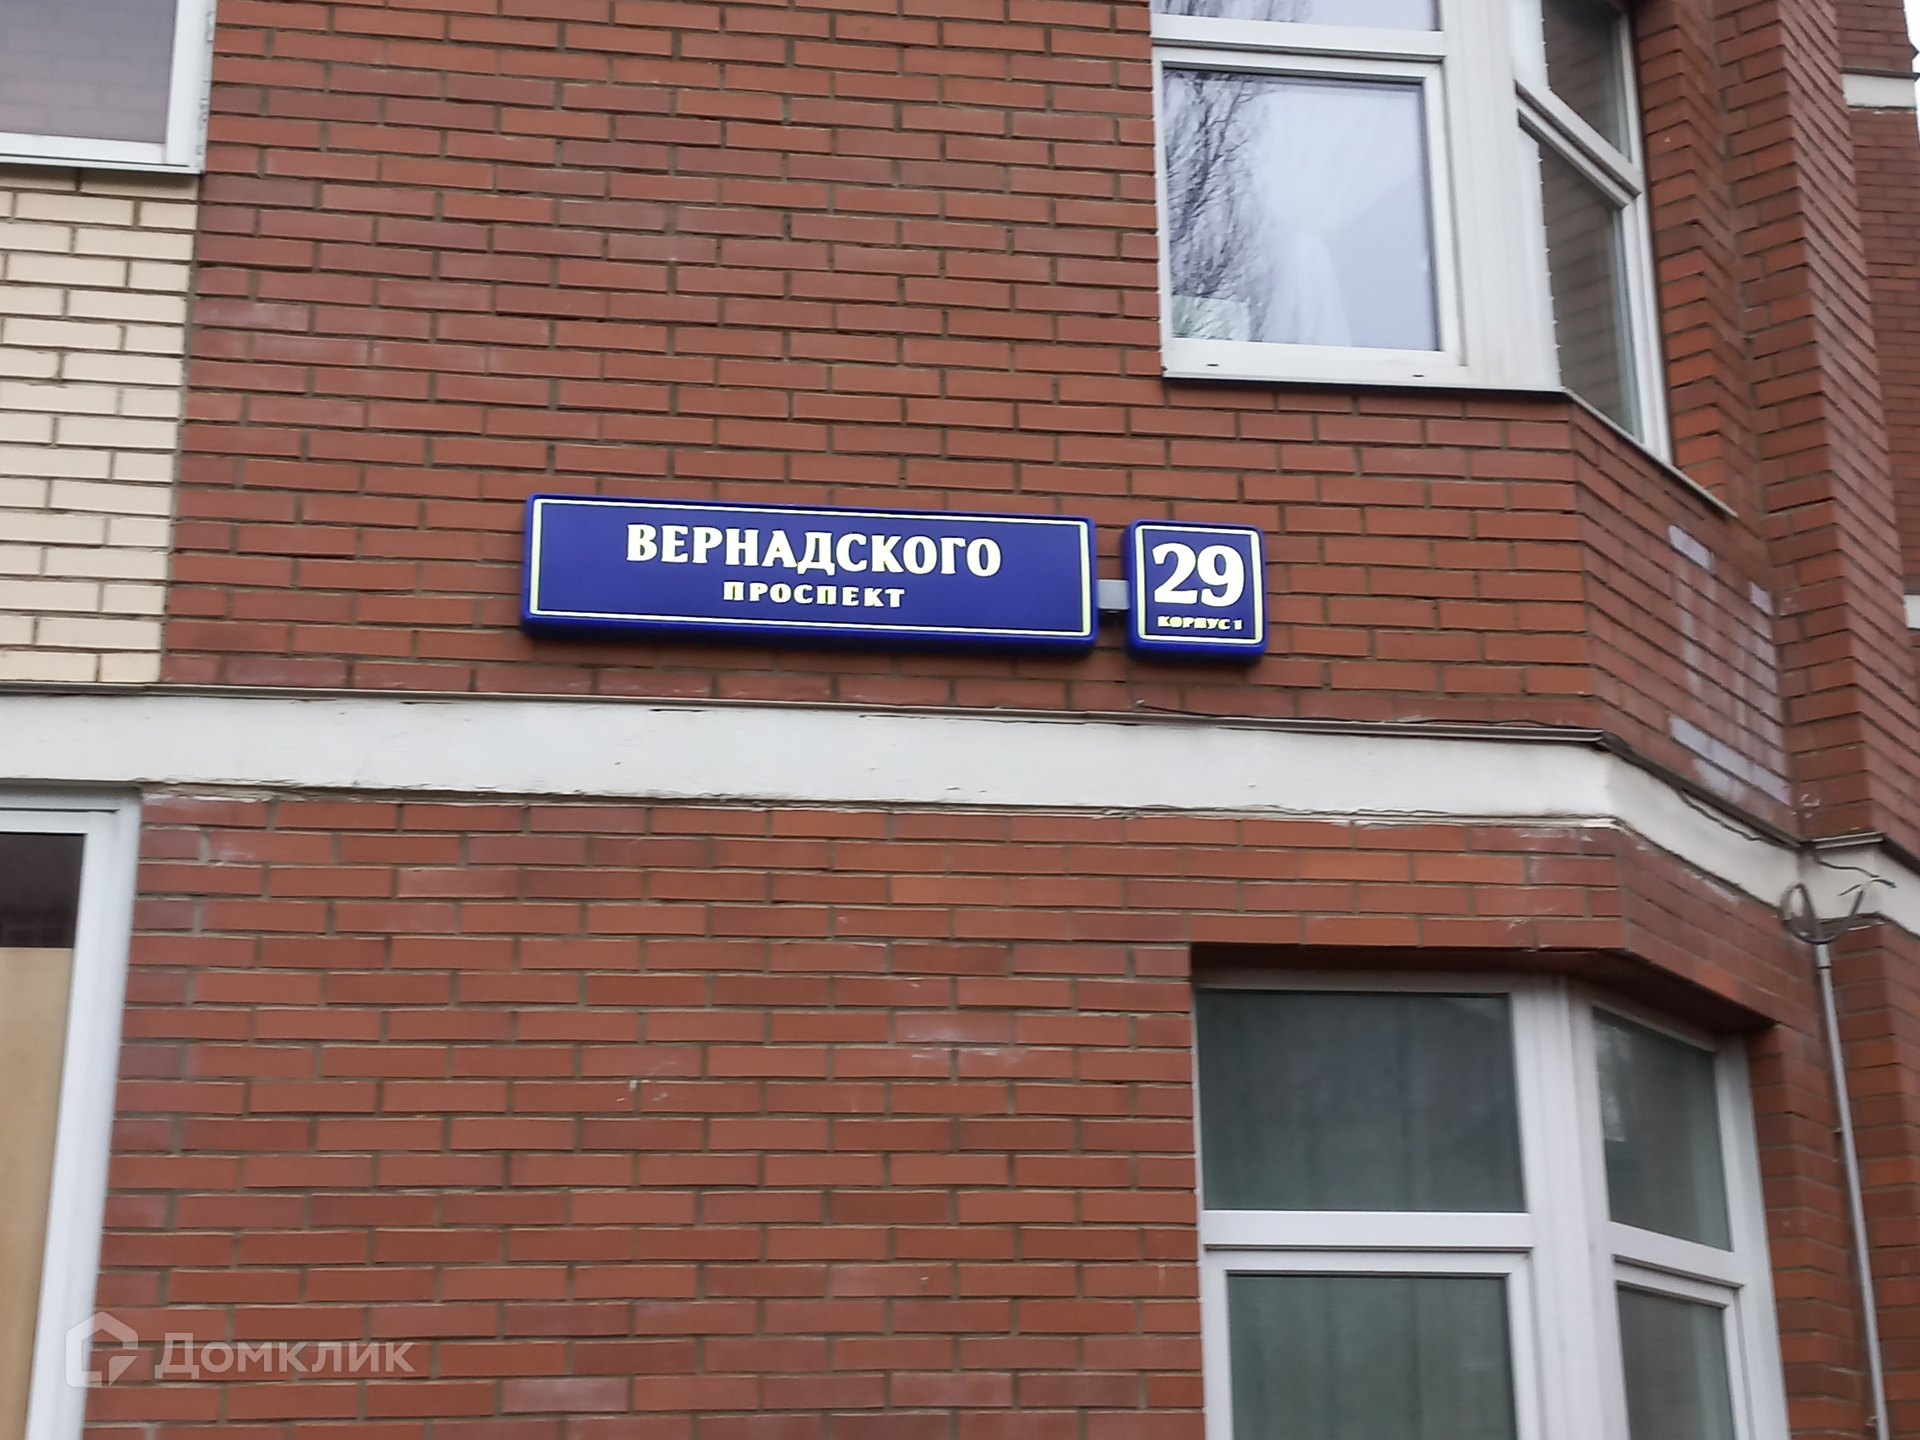 ВЕРНАДСКОГО
ПРОСПЕКТ
29
КОРПУС 1
Домклик